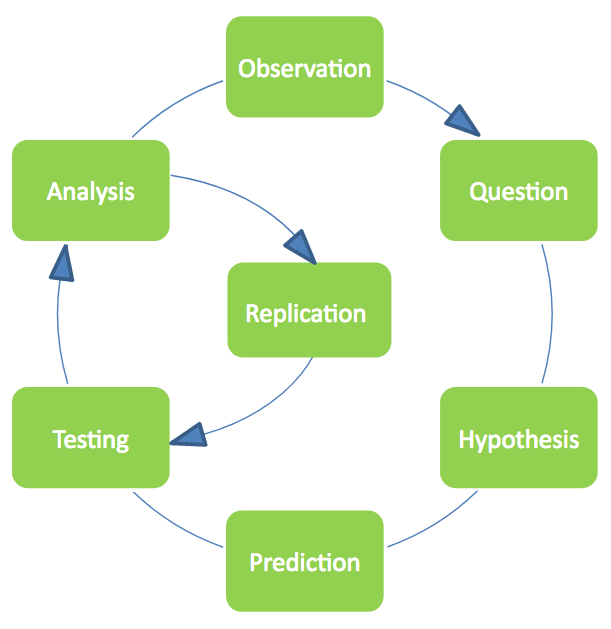 Observation
Question
Hypothesis
Prediction
Testing
Analysis
Replication